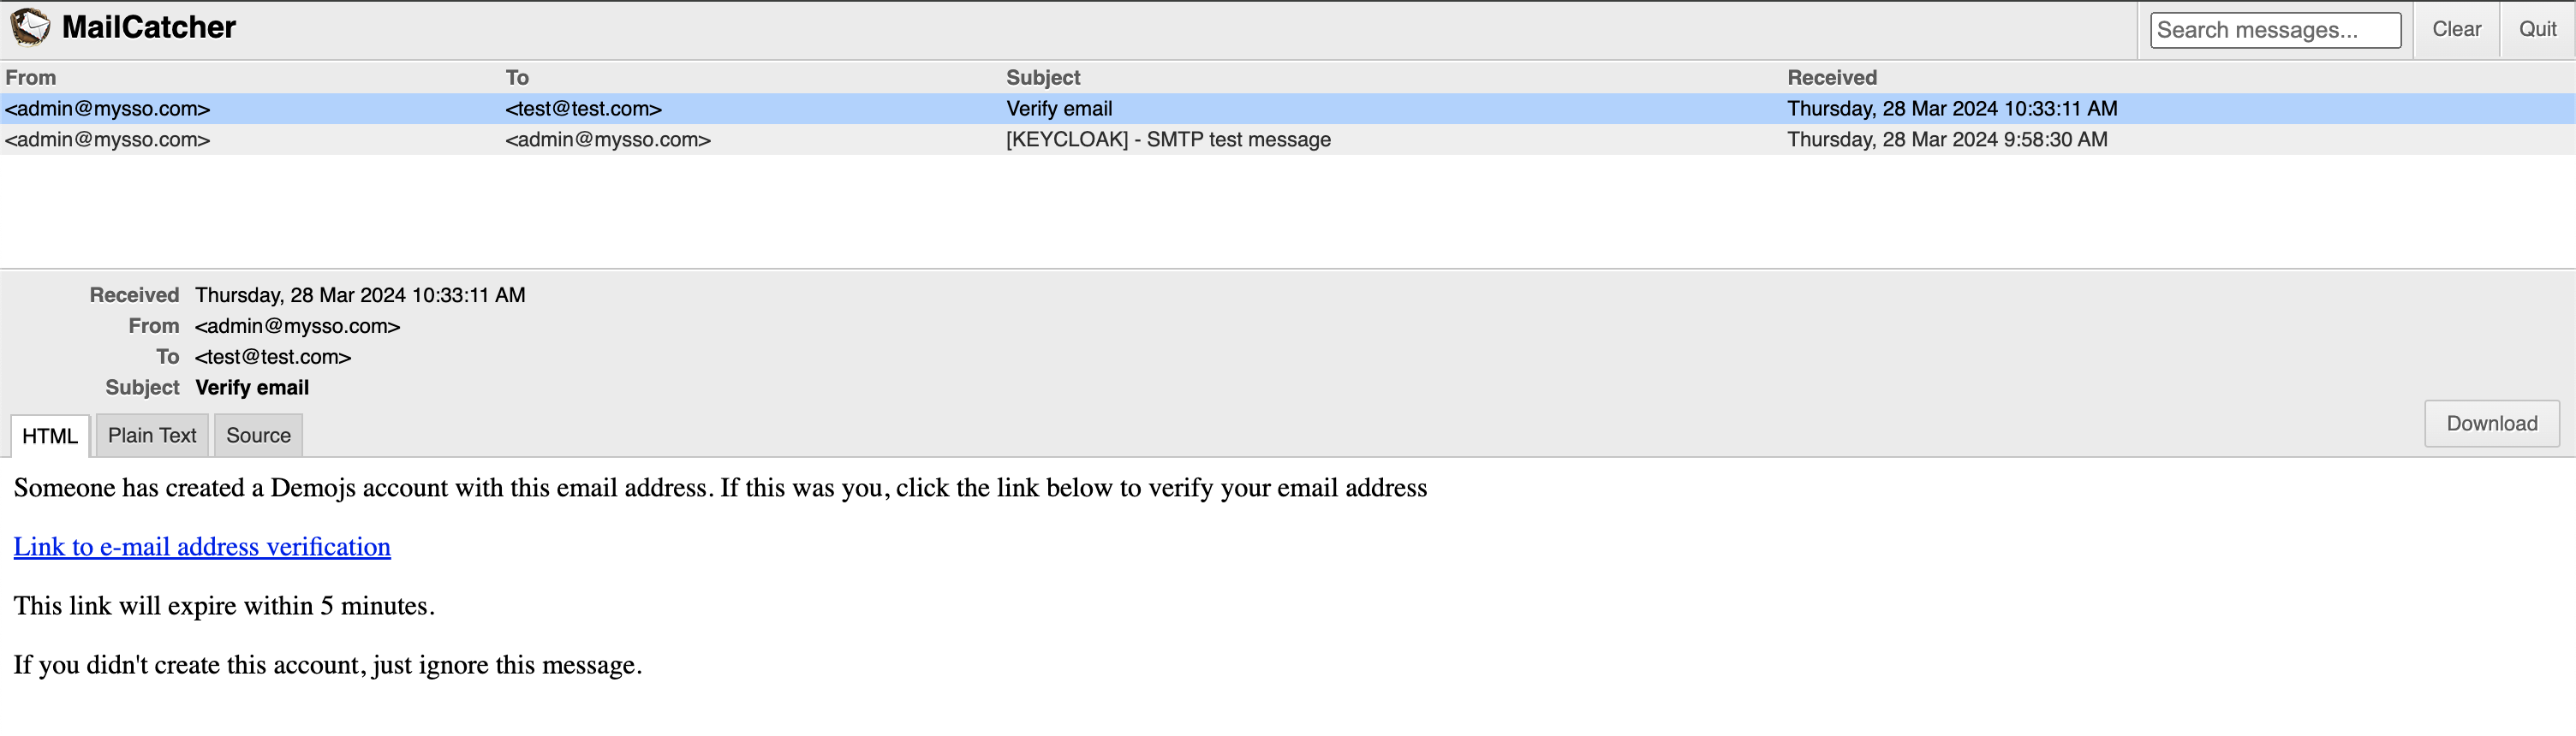 MailCatcher
Search messages...
Clear
Quit
From To Subject Received
<admin@mysso.com> <test@test.com> Verify email Thursday, 28 Mar 2024 10:33:11 AM
<admin@mysso.com> <admin@mysso.com> [KEYCLOAK] - SMTP test message Thursday, 28 Mar 2024 9:58:30 AM
Received Thursday, 28 Mar 2024 10:33:11 AM
From <admin@mysso.com>
To <test@test.com>
Subject Verify email
HTML Plain Text Source Download
Someone has created a Demojs account with this email address. If this was you, click the link below to verify your email address
Link to e-mail address verification
This link will expire within 5 minutes.
If you didn't create this account, just ignore this message.